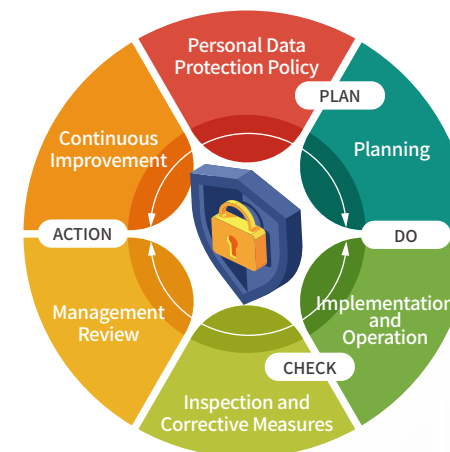 Personal Data
Protection Policy
PLAN
Planning
DO
Implementation
and
Operation
CHECK
Inspection and
Corrective Measures
Management
Review
ACTION
Continuous
Improvement